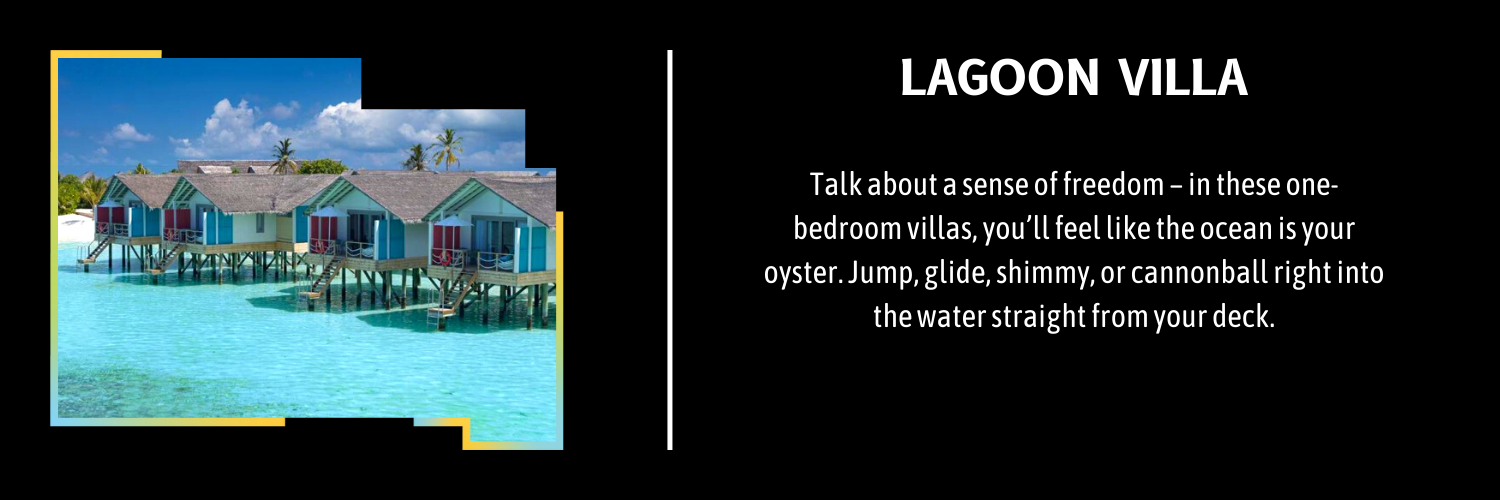 LAGOON VILLA
Talk about a sense of freedom – in these one-
bedroom villas, you’ll feel like the ocean is your
oyster. Jump, glide, shimmy, or cannonball right into
the water straight from your deck.